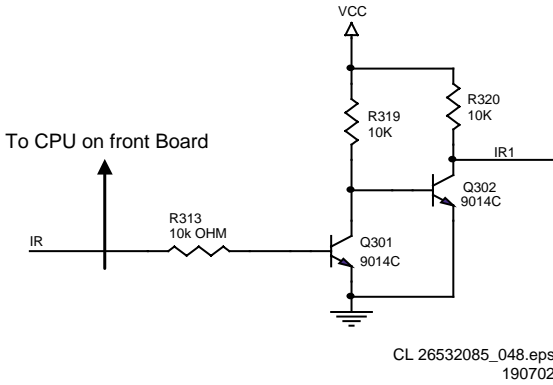 VCC
R319
10K
R320
10K
To CPU on front Board
IR1
Q302
9014C
R313
10k OHM
IR
Q301
9014C
CL 26532085_048.eps
190702